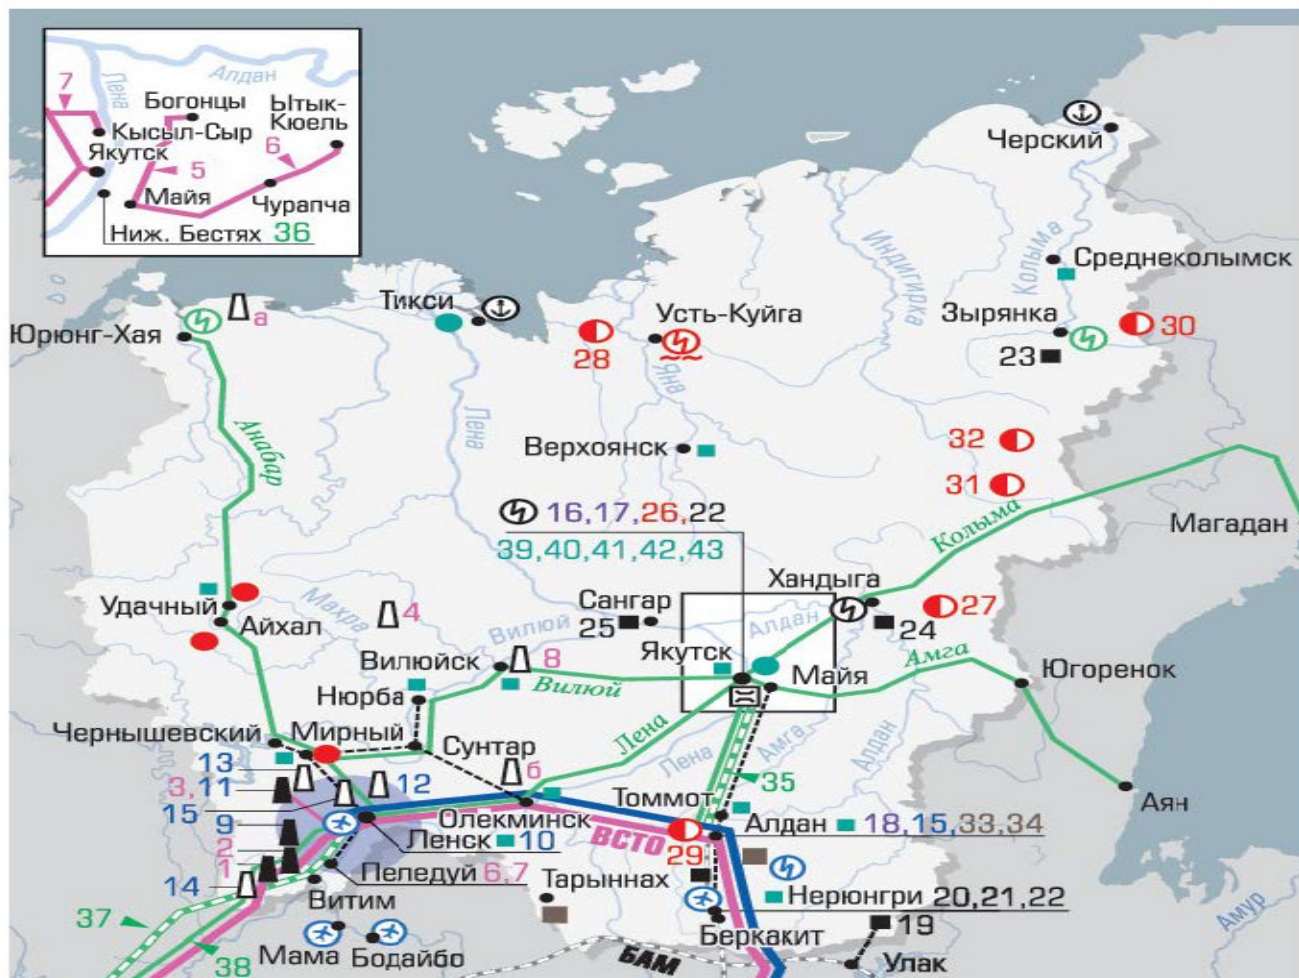 7
Лена
Алдан
Богонцы
Ытык-
Кюель
Кысыл-Сыр
6
Якутск
5
Майя
Чурапча
Ниж. Бестях 36
Черский
Индигирка
Колыма
Среднеколымск
Тикси
а
Юрюнг-Хая
Усть-Куйга
28
Зырянка
30
23
Яна
Анабар
Лена
Верхоянск
32
31
16,17,26,22
39,40,41,42,43
Колыма
Магадан
Хандыга
Удачный
Айхал
Марха
4
Сангар
25
Вилюй
Алдан
27
24
Якутск
Майя
Амга
Югоренок
Вилюйск
8
Вилюй
Нюрба
Чернышевский
Мирный
Сунтар
Лена
Лена
Амга
Алдан
13
3,11
15
12
б
35
Томмот
Аян
9
Олекминск
ВСТО
Алдан
18,15,33,34
2
Ленск
10
29
1
Пеледуй 6,7
14
Тарыннах
Нерюнгри 20,21,22
Витим
37
Беркакит
19
Мама
Бодайбо
38
БАМ
Улак
Амур